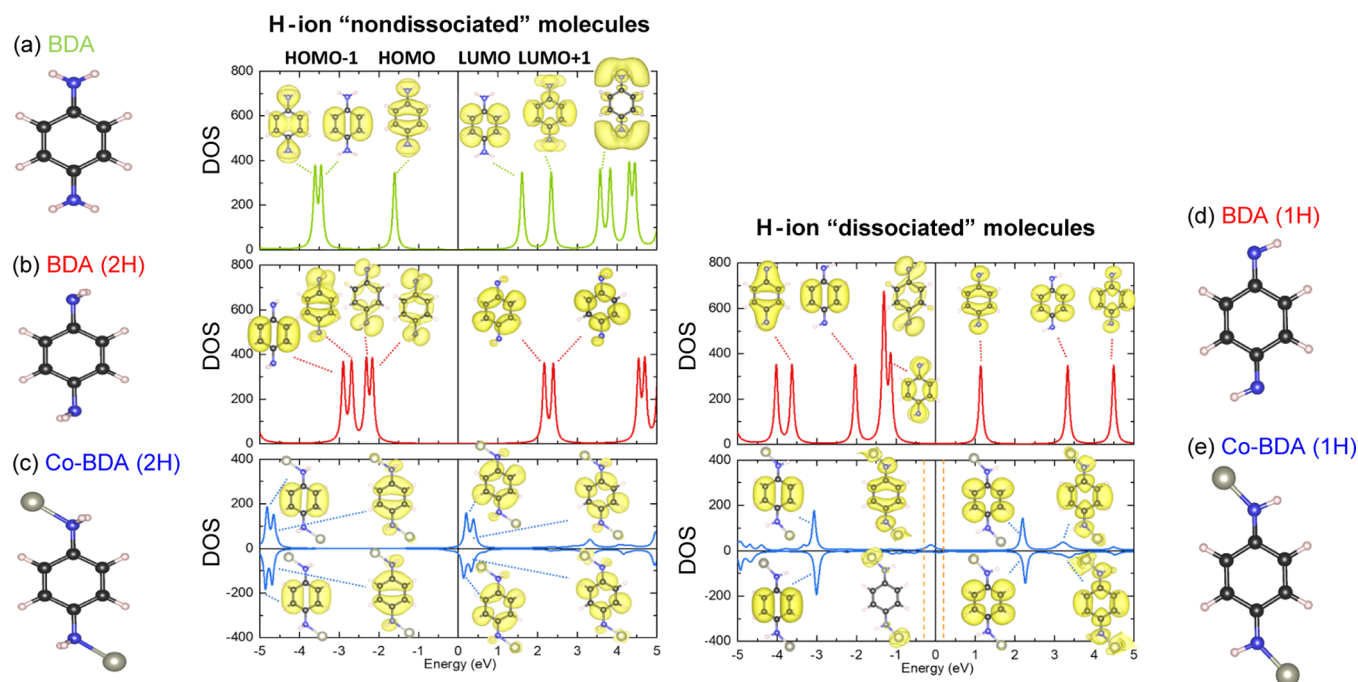 H-ion “nondissociated” molecules
(a) BDA
HOMO-1 HOMO LUMO LUMO+1
DOS
800
600
400
200
0
(b) BDA (2H)
DOS
800
600
400
200
0
(c) Co-BDA (2H)
DOS
400
200
0
-200
-400
-5 -4 -3 -2 -1 0 1 2 3 4 5
Energy (eV)
H-ion “dissociated” molecules
(d) BDA (1H)
DOS
800
600
400
200
0
(e) Co-BDA (1H)
DOS
400
200
0
-200
-400
-5 -4 -3 -2 -1 0 1 2 3 4 5
Energy (eV)